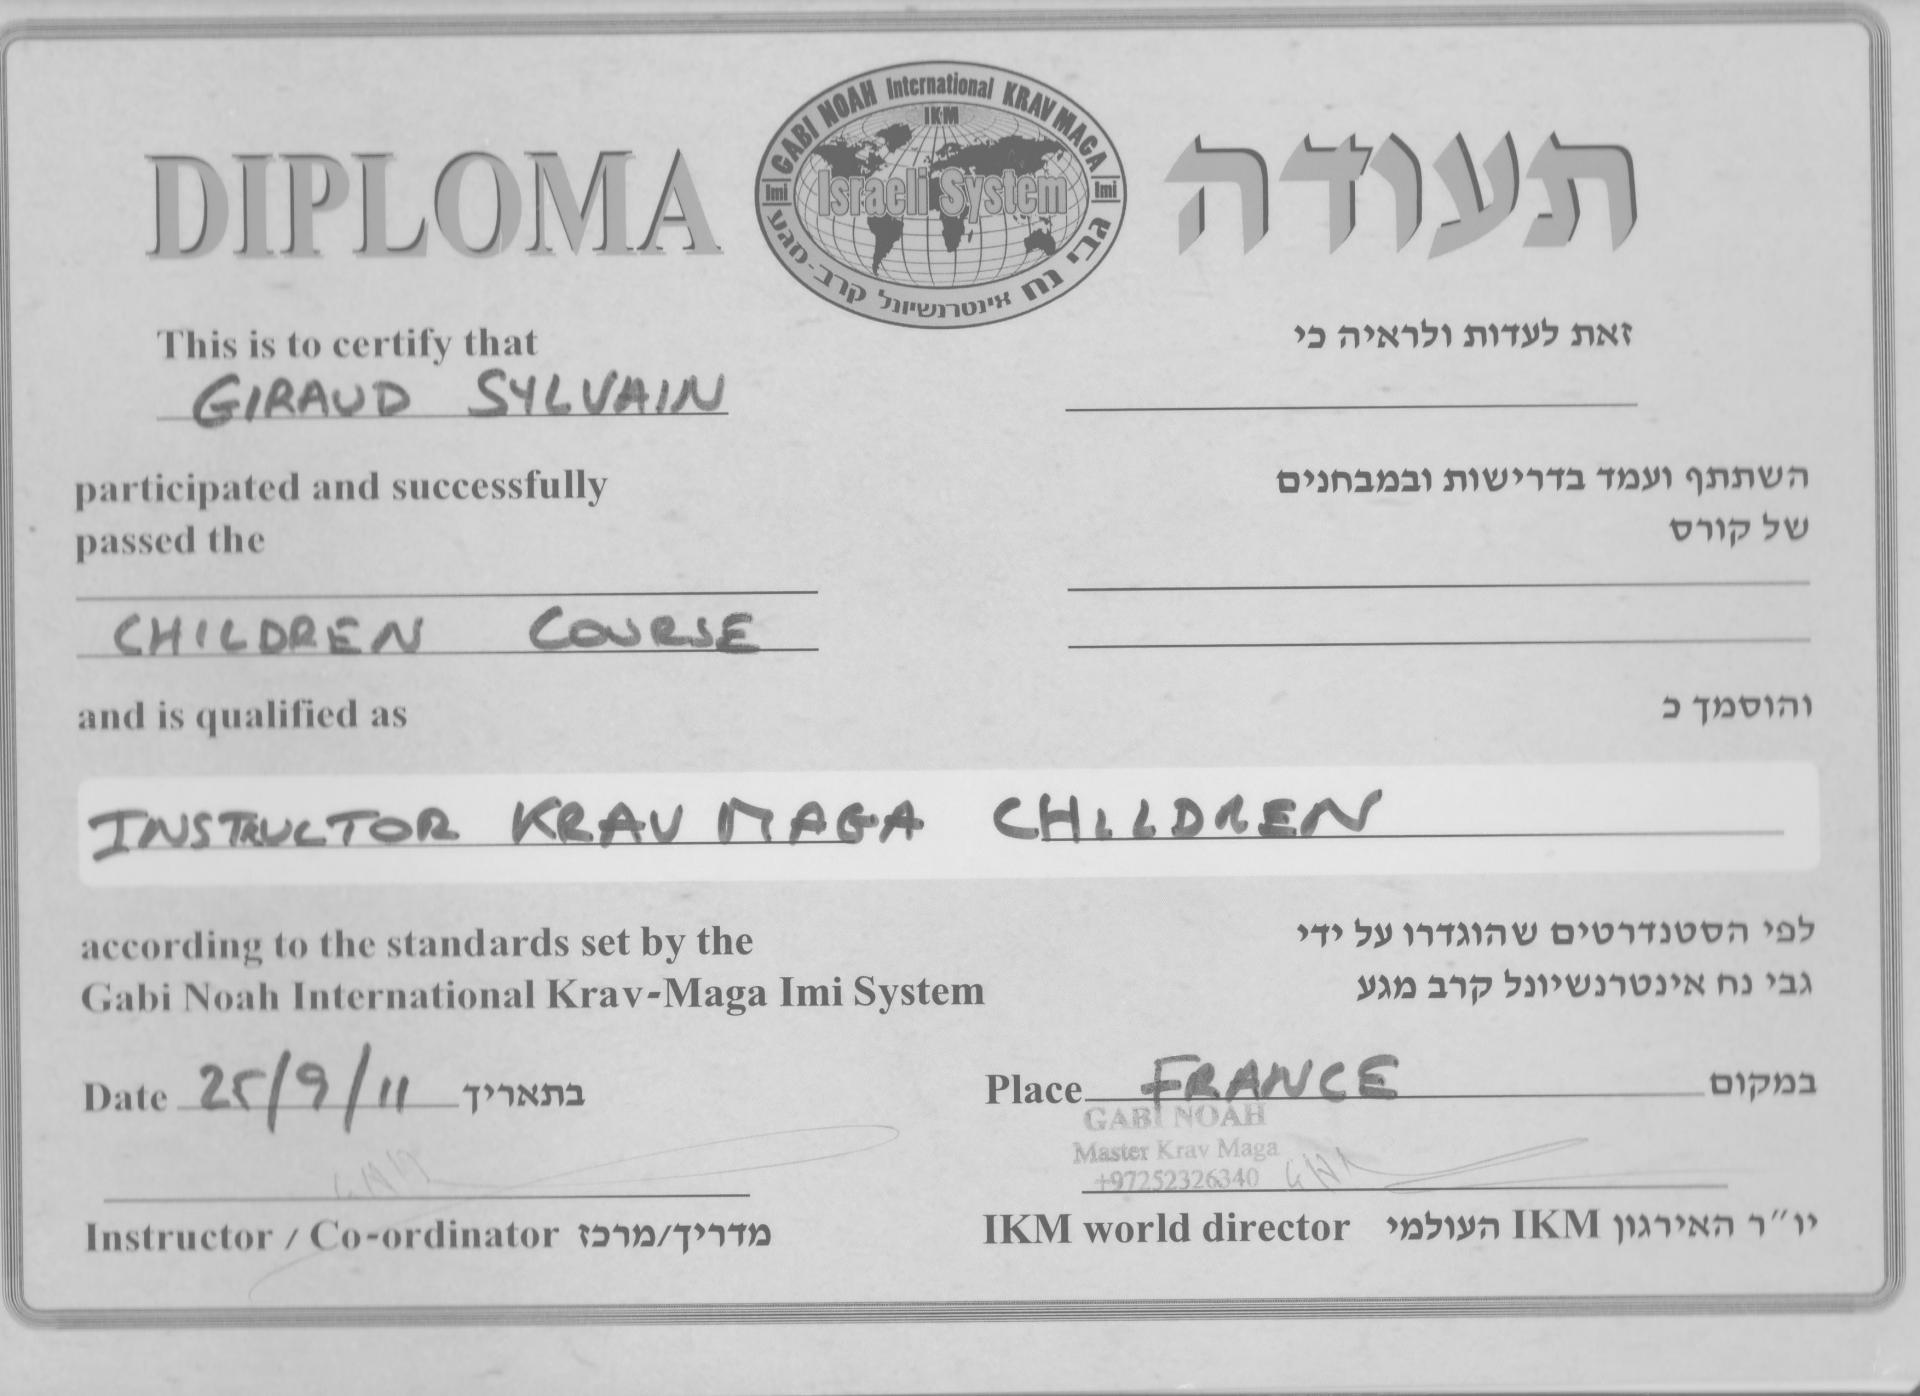 GABI NOAH International KRAV MAGA
IKM
Imi Israeli System Imi
גבי נח אינטרנשיונל קרב-מגע
DIPLOMA תעודה
This is to certify that זאת לעדות ולראיה כי
GIRAUD SYLVAIN
participated and successfully השתתף ועמד בדרישות ובמבחנים
passed the של קורס
CHILDREN COURSE
and is qualified as והוסמך כ
INSTRUCTOR KRAV MAGA CHILDREN
according to the standards set by the לפי הסטנדרטים שהוגדרו על ידי
Gabi Noah International Krav-Maga Imi System גבי נח אינטרנשיונל קרב מגע
Date 25/9/11 בתאריך Place FRANCE במקום
GABI NOAH
Master Krav Maga
+97252326340
Instructor / Co-ordinator מדריך/מרכז IKM world director יו״ר האירגון IKM העולמי